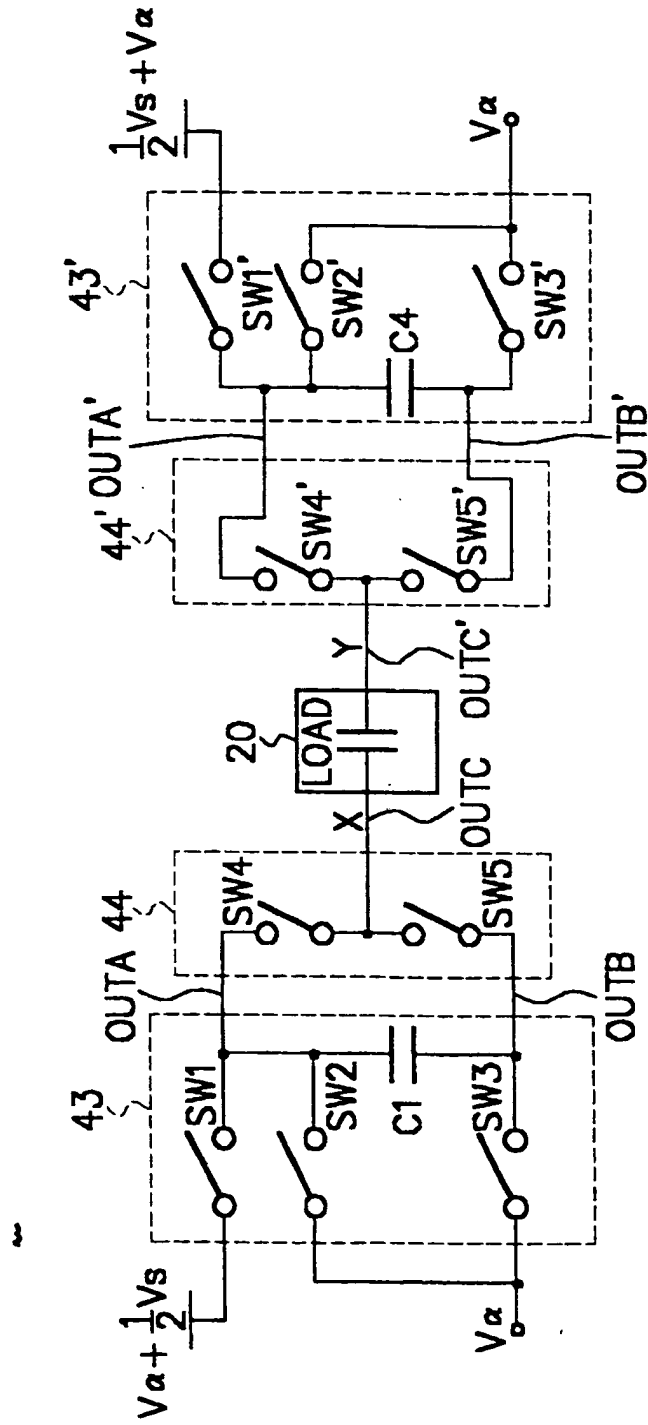 Vα+½Vs
43
OUTA
44
20
OUTC
OUTC'
44'
OUTA'
43'
½Vs+Vα
SW1
SW4
LOAD
SW4'
SW1'
SW2
X
Y
SW2'
C1
C4
SW3
SW5
SW5'
SW3'
Vα
OUTB
OUTB'
Vα